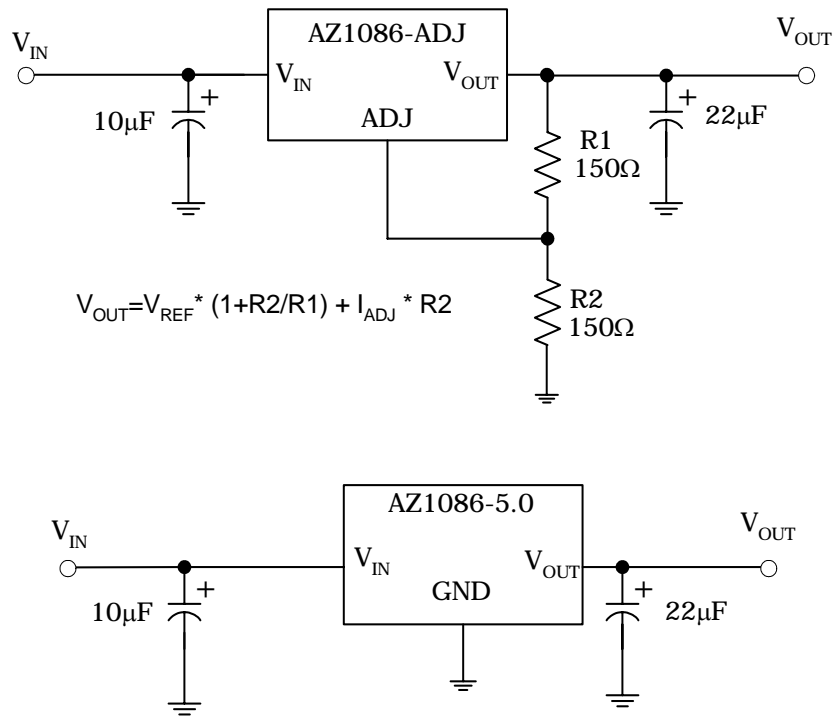 V_IN
AZ1086-ADJ
V_OUT
V_IN
V_OUT
+
10μF
ADJ
+
22μF
R1
150Ω
V_OUT=V_REF* (1+R2/R1) + I_ADJ * R2
R2
150Ω
AZ1086-5.0
V_IN
V_OUT
V_IN
V_OUT
+
10μF
GND
+
22μF